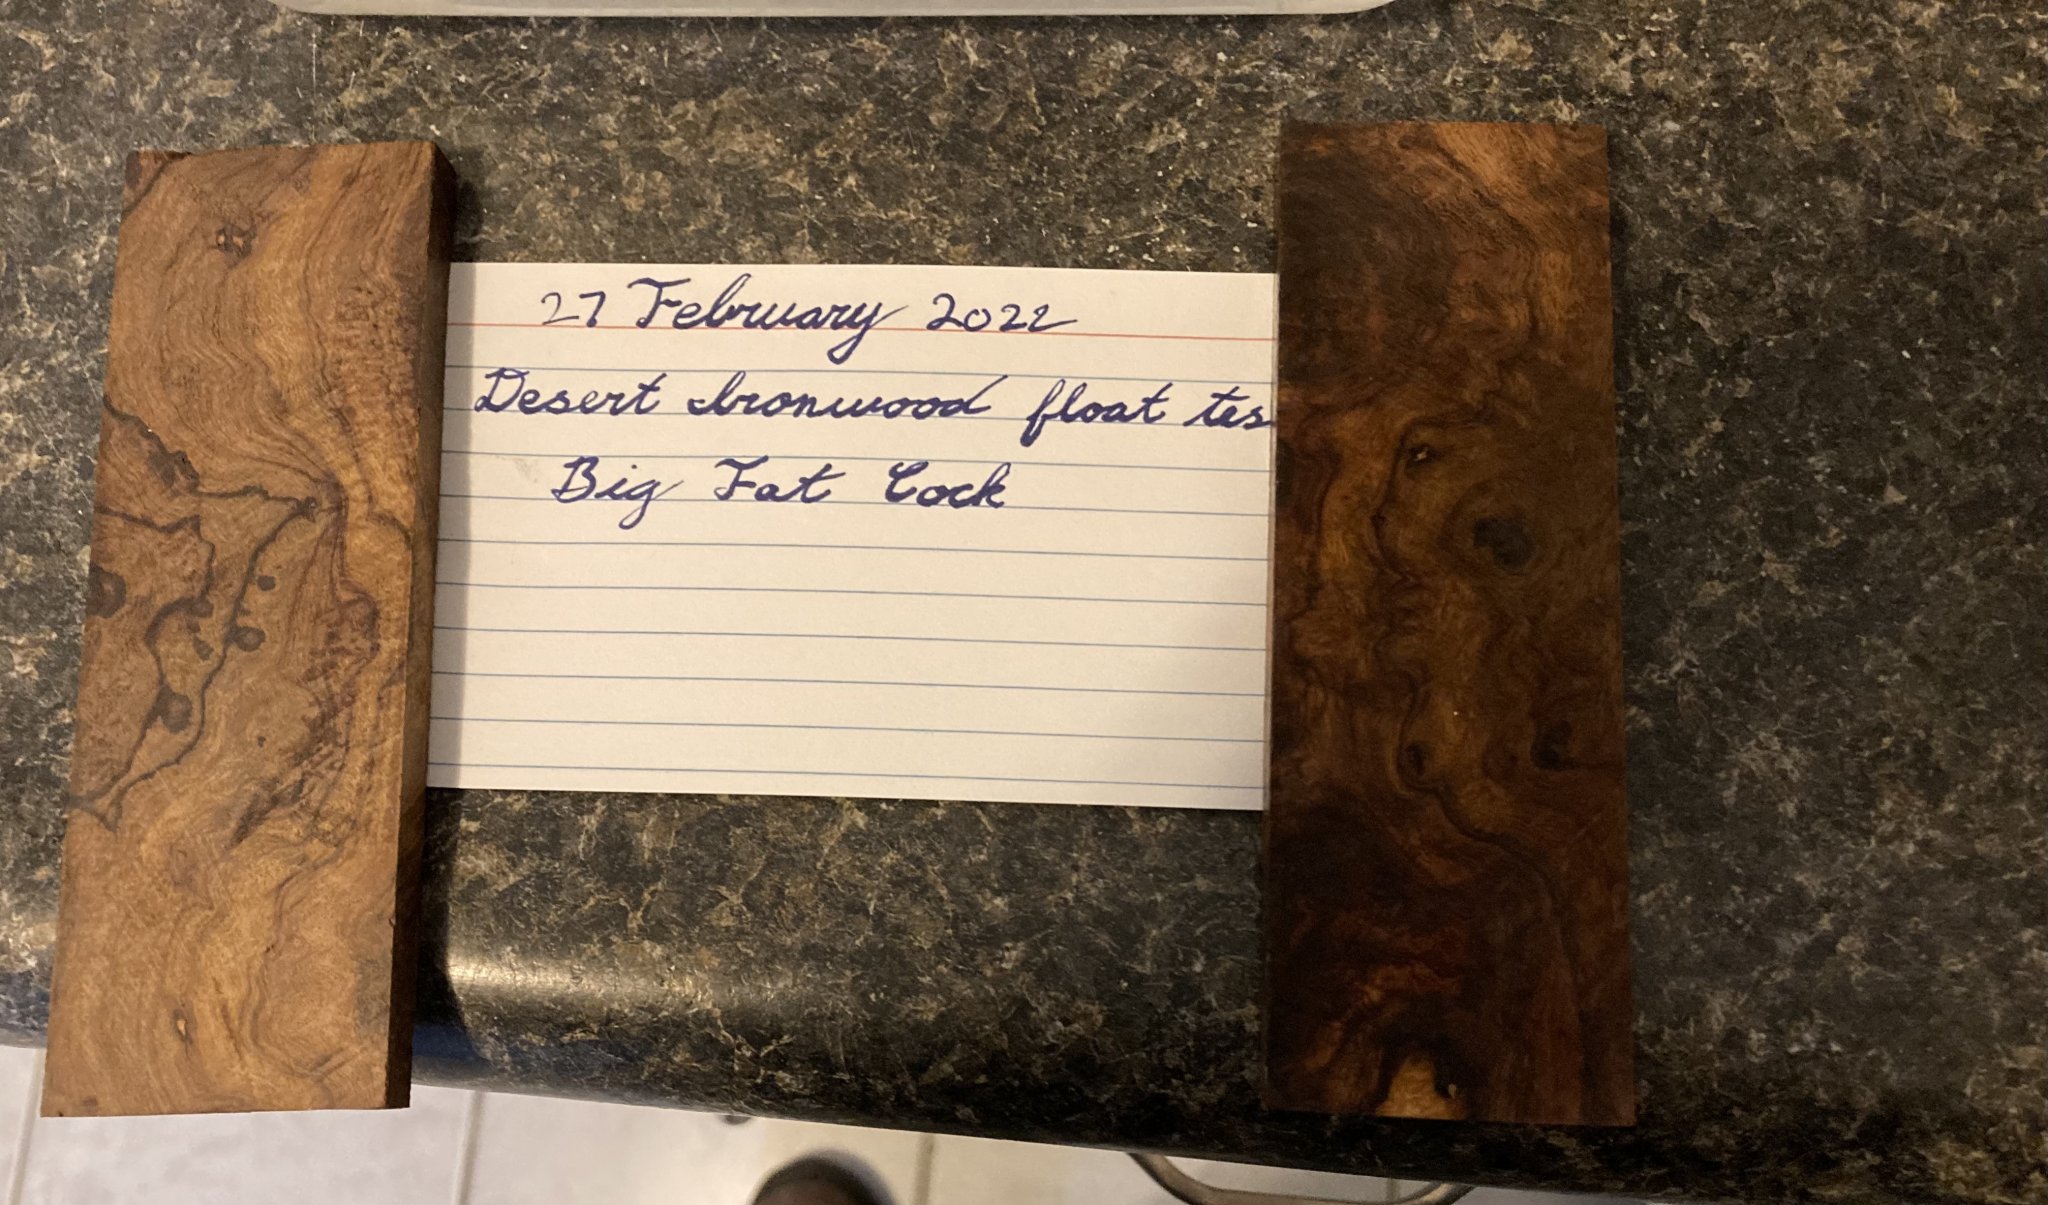 27 February 2022
Desert Ironwood float tes
Big Fat Cock